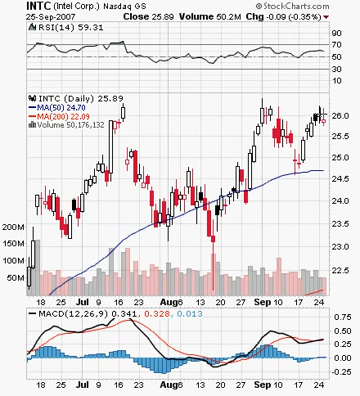 INTC (Intel Corp.) Nasdaq GS © StockCharts.com
25-Sep-2007 Close 25.89 Volume 50.2M Chg -0.09 (-0.35%)
RSI(14) 59.31
90
70
50
30
10
INTC (Daily) 25.89
MA(50) 24.70
MA(200) 22.09
Volume 50,176,132
26.0
25.5
25.0
24.5
24.0
23.5
23.0
22.5
200M
150M
100M
50M
18 25 Jul 9 16 23 Aug6 13 20 27 Sep 10 17 24
MACD(12,26,9) 0.341, 0.328, 0.013
0.75
0.50
0.25
0.00
-0.25
18 25 Jul 9 16 23 Aug6 13 20 27 Sep 10 17 24